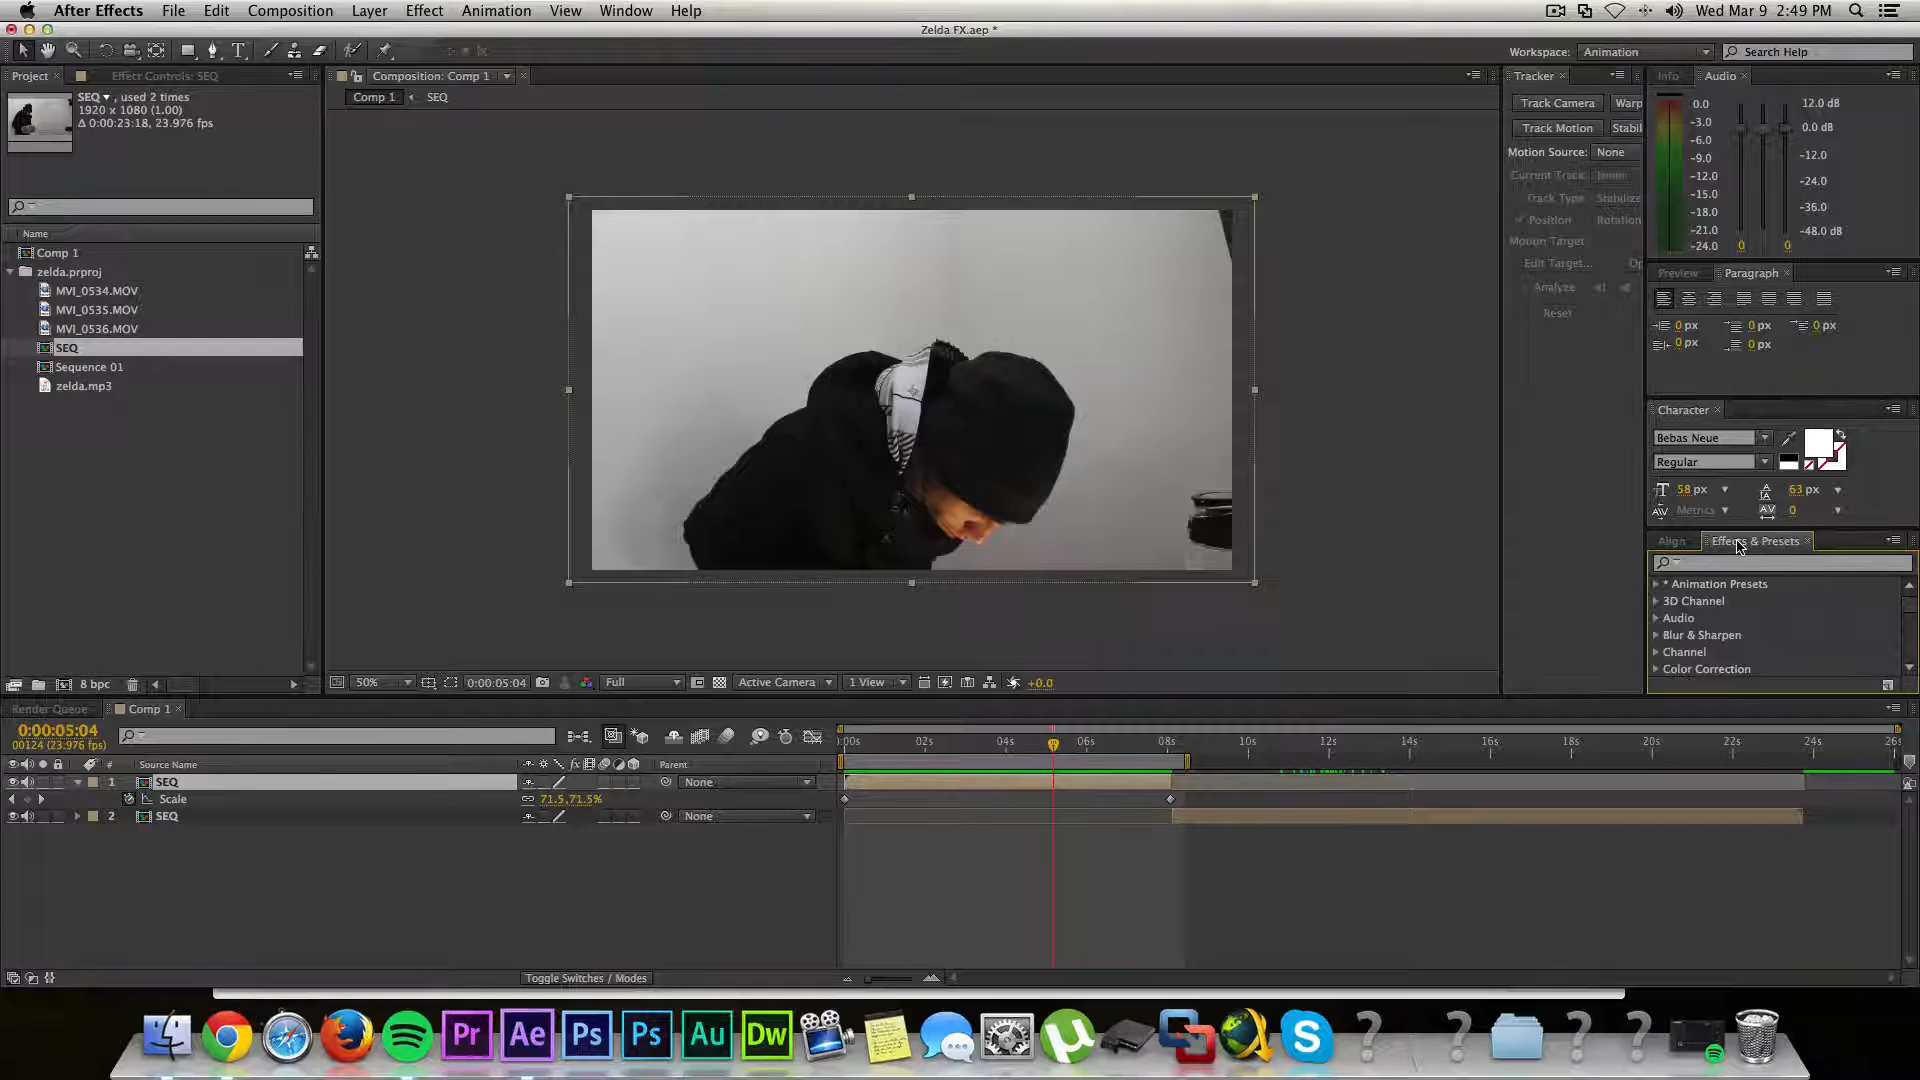 After Effects File Edit Composition Layer Effect Animation View Window Help Wed Mar 9 2:49 PM
Zelda FX.aep *
Workspace: Animation Search Help
Project Effect Controls: SEQ Composition: Comp 1 Tracker Info Audio
SEQ , used 2 times
1920 x 1080 (1.00)
Δ 0:00:23:18, 23.976 fps
Comp 1 SEQ
Track Camera Warp
Track Motion Stabil
Motion Source: None
Current Track: None
Track Type Stabilize
Position Rotation
Motion Target
Edit Target... Op
Analyze
Reset
0.0
-3.0
-6.0
-9.0
-12.0
-15.0
-18.0
-21.0
-24.0
0 0
12.0 dB
0.0 dB
-12.0
-24.0
-36.0
-48.0 dB
Preview Paragraph
0 px 0 px 0 px
0 px 0 px
Character
Bebas Neue
Regular
58 px 63 px
Metrics 0
Align Effects & Presets
* Animation Presets
3D Channel
Audio
Blur & Sharpen
Channel
Color Correction
Name
Comp 1
zelda.prproj
MVI_0534.MOV
MVI_0535.MOV
MVI_0536.MOV
SEQ
Sequence 01
zelda.mp3
8 bpc
50% 0:00:05:04 Full Active Camera 1 View +0.0
Render Queue Comp 1
0:00:05:04
00124 (23.976 fps)
:00s 02s 04s 06s 08s 10s 12s 14s 16s 18s 20s 22s 24s 26s
# Source Name fx Parent
1 SEQ None
Scale 71.5,71.5%
2 SEQ None
Toggle Switches / Modes
Pr Ae Ps Ps Au Dw